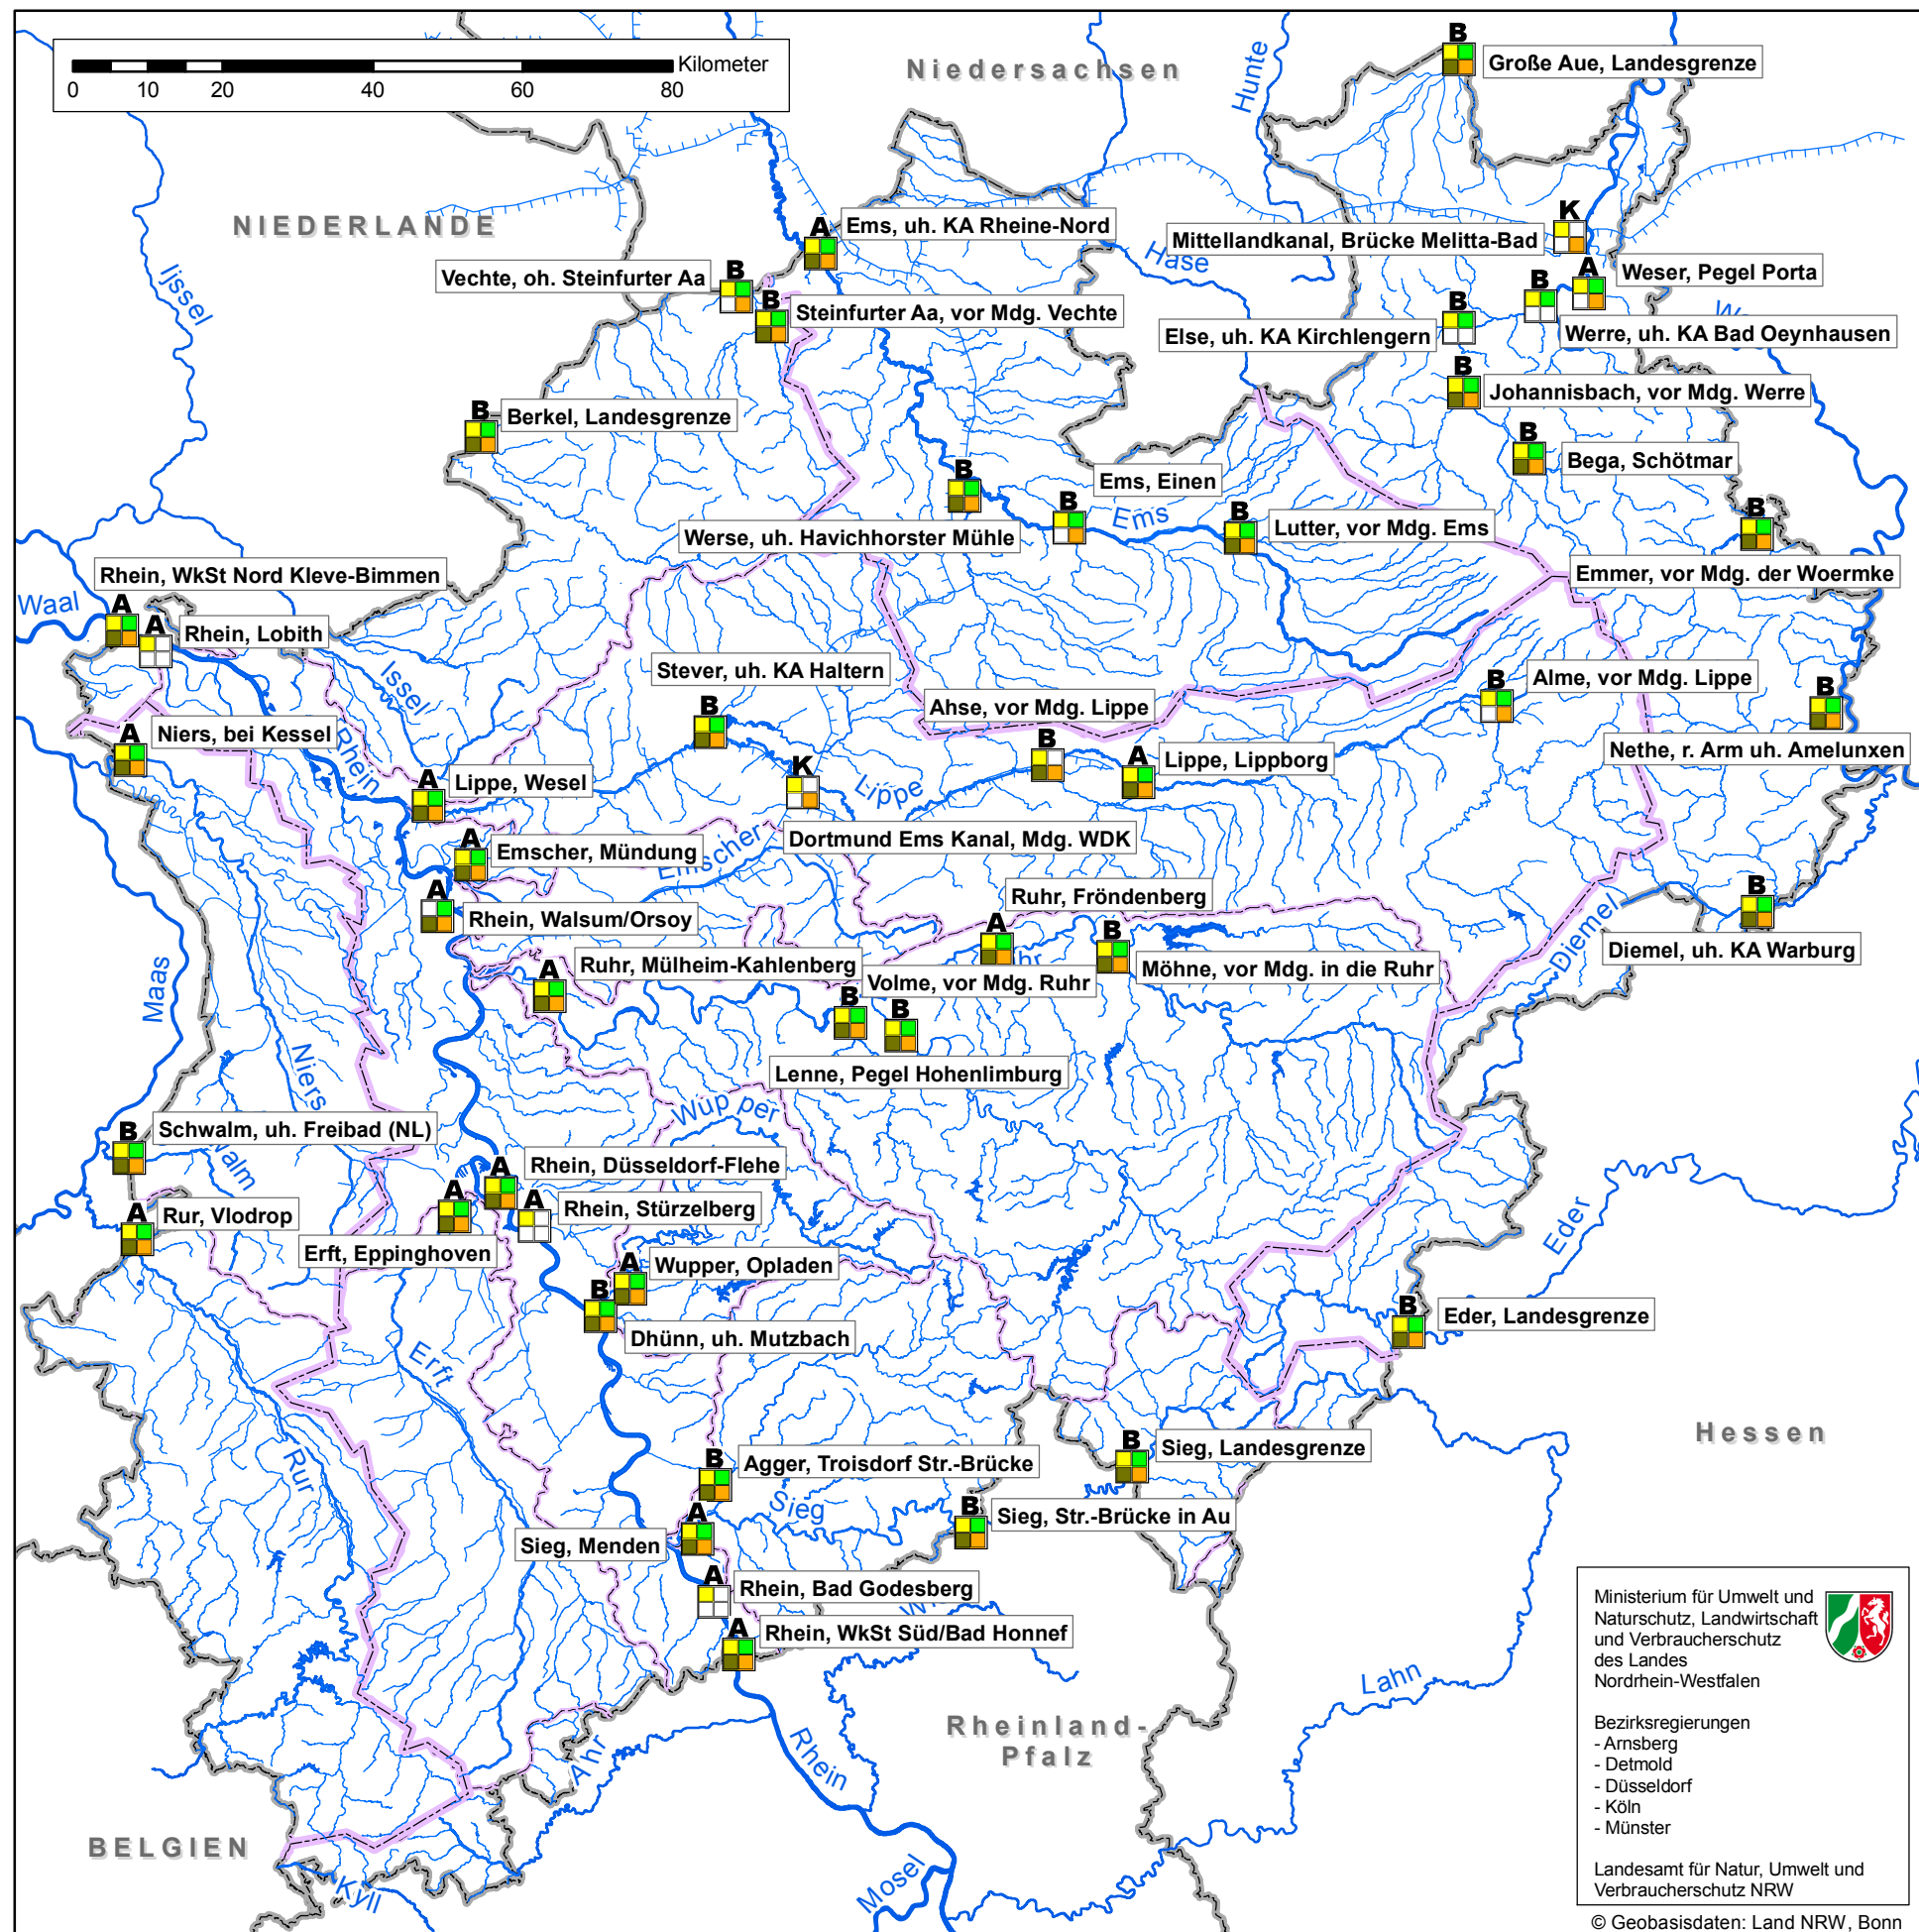 Kilometer
0 10 20 40 60 80
Niedersachsen
Hunte
B
Große Aue, Landesgrenze
NIEDERLANDE
Ijssel
A
Ems, uh. KA Rheine-Nord
Hase
K
Mittellandkanal, Brücke Melitta-Bad
B
Vechte, oh. Steinfurter Aa
A
Weser, Pegel Porta
B
Steinfurter Aa, vor Mdg. Vechte
B
Else, uh. KA Kirchlengern
B
Werre, uh. KA Bad Oeynhausen
B
Johannisbach, vor Mdg. Werre
B
Berkel, Landesgrenze
B
Bega, Schötmar
B
Werse, uh. Havichhorster Mühle
B
Ems, Einen
Ems
B
Lutter, vor Mdg. Ems
B
Emmer, vor Mdg. der Woermke
Rhein, WkSt Nord Kleve-Bimmen
Waal
A
A
Rhein, Lobith
Issel
Stever, uh. KA Haltern
B
Ahse, vor Mdg. Lippe
B
B
Alme, vor Mdg. Lippe
B
Nethe, r. Arm uh. Amelunxen
A
Niers, bei Kessel
Rhein
A
Lippe, Wesel
K
Lippe
A
Lippe, Lippborg
Dortmund Ems Kanal, Mdg. WDK
A
Emscher, Mündung
Emscher
A
Rhein, Walsum/Orsoy
Ruhr, Fröndenberg
A
B
Möhne, vor Mdg. in die Ruhr
B
Diemel, uh. KA Warburg
Diemel
Maas
A
Ruhr, Mülheim-Kahlenberg
Volme, vor Mdg. Ruhr
B
B
Lenne, Pegel Hohenlimburg
Niers
Wupper
B
Schwalm, uh. Freibad (NL)
A
Rhein, Düsseldorf-Flehe
A
Rhein, Stürzelberg
A
Rur, Vlodrop
A
Erft, Eppinghoven
Eder
A
Wupper, Opladen
B
Dhünn, uh. Mutzbach
B
Eder, Landesgrenze
Erft
Rur
Hessen
B
Sieg, Landesgrenze
B
Agger, Troisdorf Str.-Brücke
Sieg
B
Sieg, Str.-Brücke in Au
A
Sieg, Menden
A
Rhein, Bad Godesberg
A
Rhein, WkSt Süd/Bad Honnef
Lahn
Rheinland-
Pfalz
Rhein
Ahr
BELGIEN
Kyll
Mosel
Ministerium für Umwelt und
Naturschutz, Landwirtschaft
und Verbraucherschutz
des Landes
Nordrhein-Westfalen
Bezirksregierungen
- Arnsberg
- Detmold
- Düsseldorf
- Köln
- Münster
Landesamt für Natur, Umwelt und
Verbraucherschutz NRW
© Geobasisdaten: Land NRW, Bonn